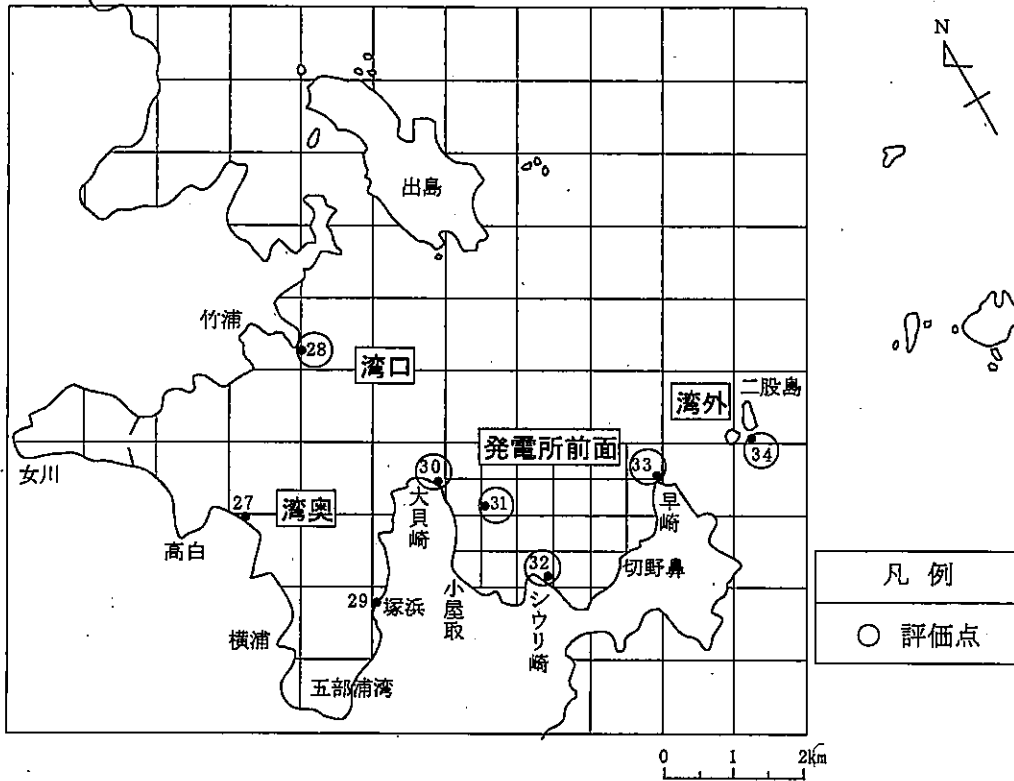 N
出島
竹浦
28
湾口
湾外
二股島
34
発電所前面
30
33
31
女川
27
湾奥
大貝崎
早崎
高白
32
切野鼻
29
塚浜
小屋取
シウリ崎
横浦
五部浦湾
凡例
○ 評価点
0 1 2km